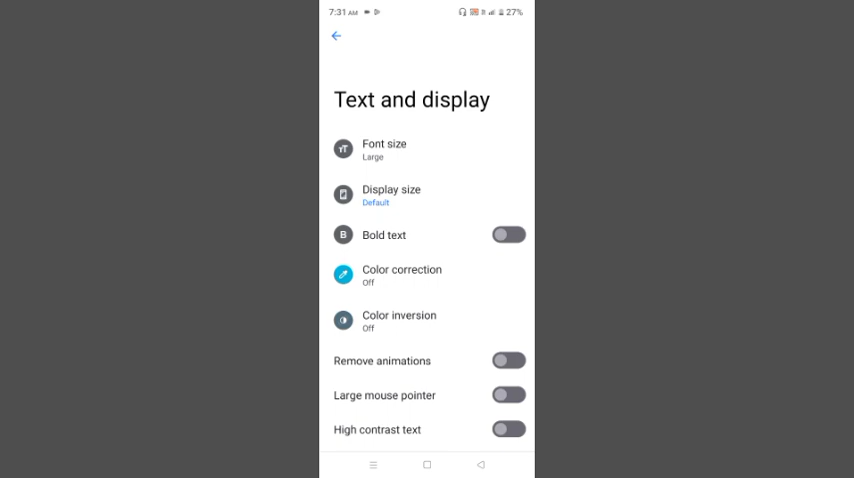 7:31 AM
27%
Text and display
Font size
Large
Display size
Default
B
Bold text
Color correction
Off
Color inversion
Off
Remove animations
Large mouse pointer
High contrast text